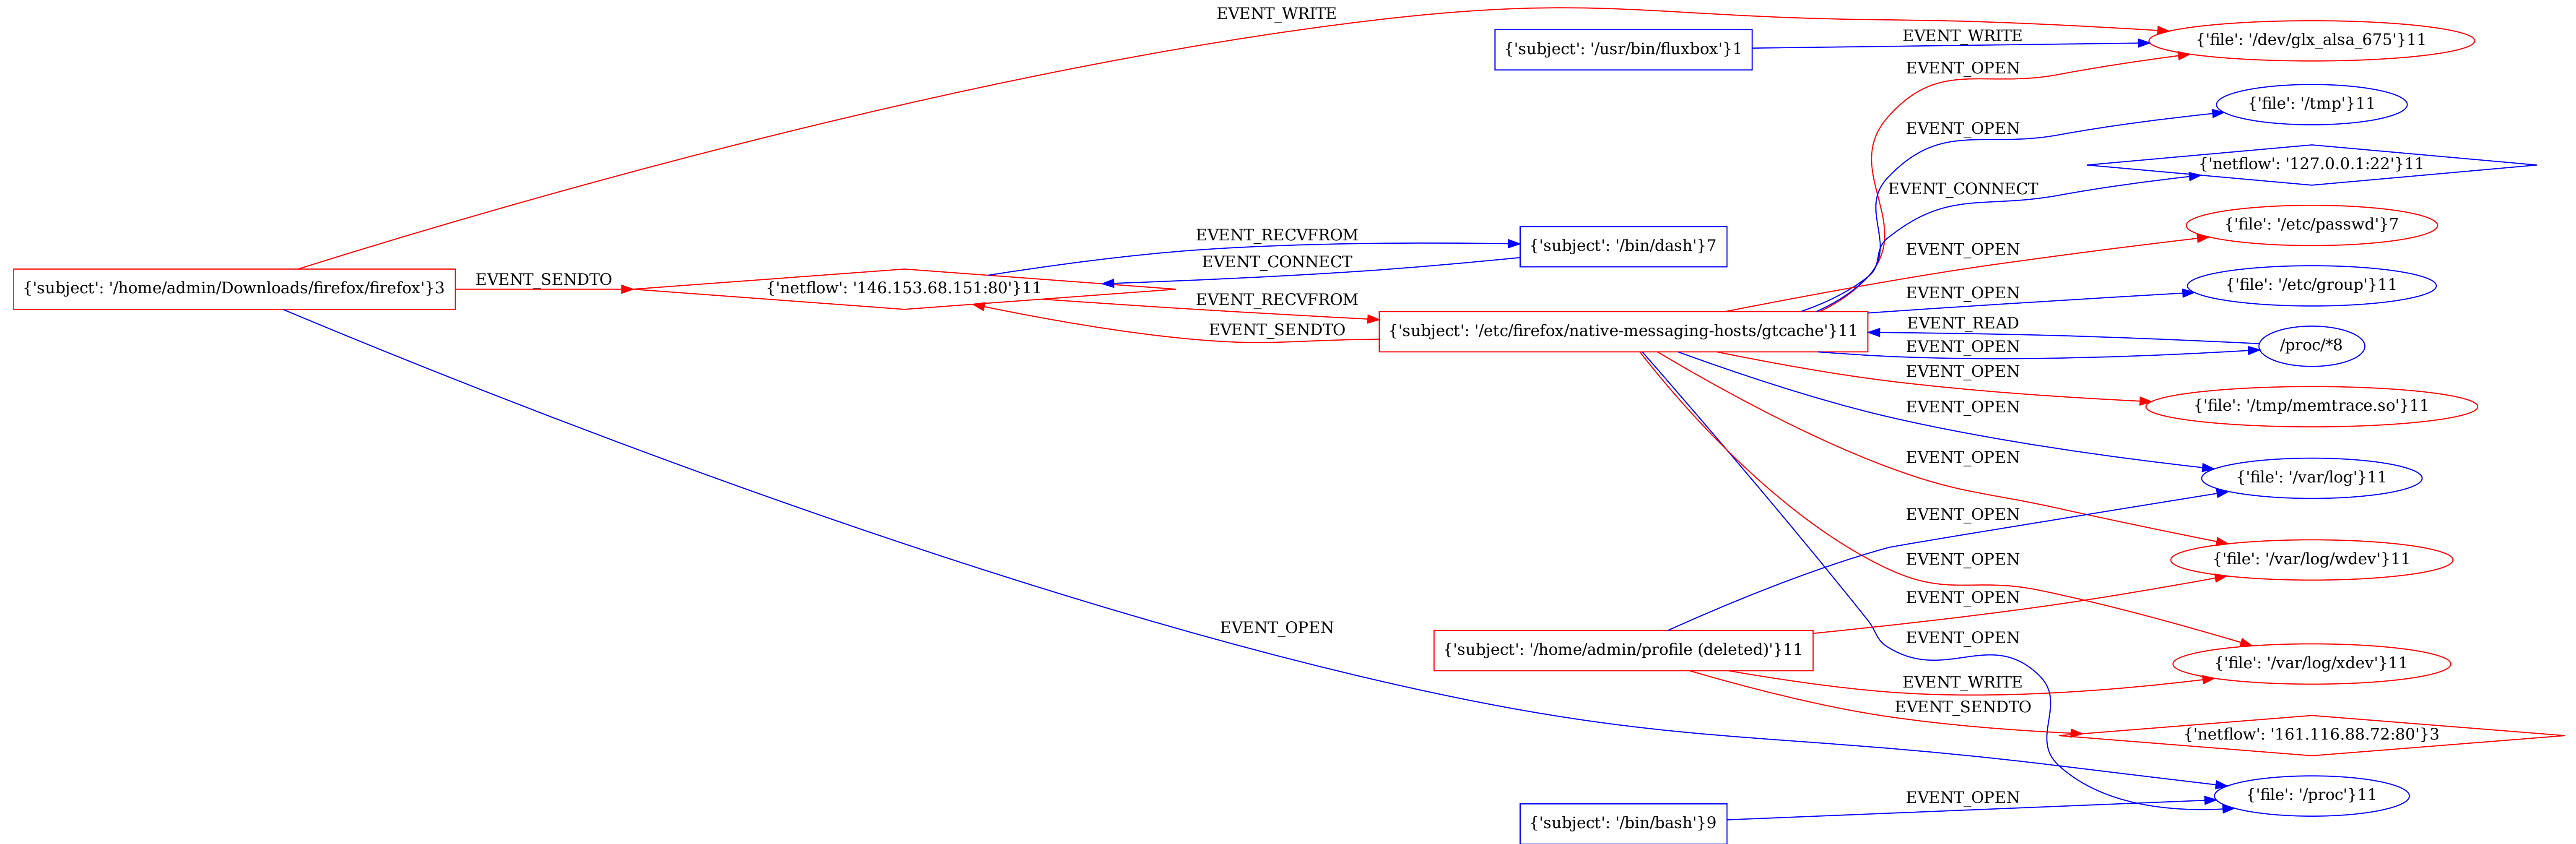 EVENT_WRITE
{'subject': '/usr/bin/fluxbox'}1
EVENT_WRITE
{'file': '/dev/glx_alsa_675'}11
EVENT_OPEN
{'file': '/tmp'}11
EVENT_OPEN
{'netflow': '127.0.0.1:22'}11
EVENT_CONNECT
{'file': '/etc/passwd'}7
EVENT_RECVFROM
{'subject': '/bin/dash'}7
EVENT_OPEN
EVENT_CONNECT
{'subject': '/home/admin/Downloads/firefox/firefox'}3
EVENT_SENDTO
{'netflow': '146.153.68.151:80'}11
EVENT_RECVFROM
EVENT_OPEN
{'file': '/etc/group'}11
EVENT_SENDTO
{'subject': '/etc/firefox/native-messaging-hosts/gtcache'}11
EVENT_READ
EVENT_OPEN
/proc/*8
EVENT_OPEN
{'file': '/tmp/memtrace.so'}11
EVENT_OPEN
EVENT_OPEN
{'file': '/var/log'}11
EVENT_OPEN
EVENT_OPEN
{'file': '/var/log/wdev'}11
EVENT_OPEN
EVENT_OPEN
EVENT_OPEN
{'subject': '/home/admin/profile (deleted)'}11
{'file': '/var/log/xdev'}11
EVENT_WRITE
EVENT_SENDTO
{'netflow': '161.116.88.72:80'}3
EVENT_OPEN
{'file': '/proc'}11
{'subject': '/bin/bash'}9